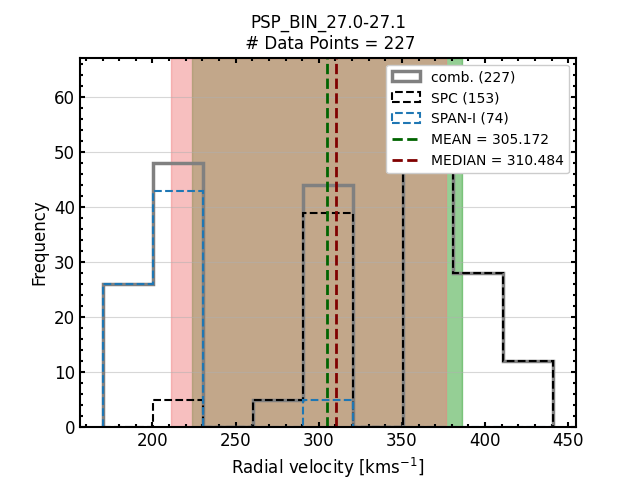 PSP_BIN_27.0-27.1
# Data Points = 227
comb. (227)
SPC (153)
SPAN-I (74)
MEAN = 305.172
MEDIAN = 310.484
Frequency
60
50
40
30
20
10
0
200 250 300 350 400 450
Radial velocity [kms⁻¹]